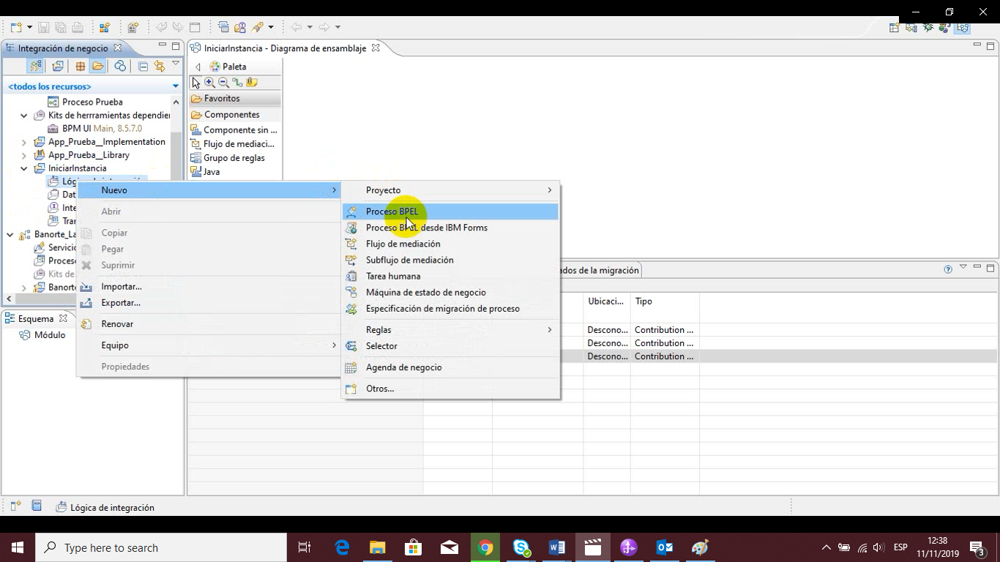 Integración de negocio
<todos los recursos>
Proceso Prueba
Kits de herrramientas dependier
BPM UI Main, 8.5.7.0
App_Prueba__Implementation
App_Prueba__Library
IniciarInstancia
Lógica de integración
Dat
Inte
Tran
Banorte_La
Servicio
Proceso
Kits de
Banorte
Esquema
Módulo
IniciarInstancia - Diagrama de ensamblaje
Paleta
Favoritos
Componentes
Componente sin ...
Flujo de mediaci...
Grupo de reglas
Java
Nuevo
Abrir
Copiar
Pegar
Suprimir
Importar...
Exportar...
Renovar
Equipo
Propiedades
Proyecto
Proceso BPEL
Proceso BPEL desde IBM Forms
Flujo de mediación
Subflujo de mediación
Tarea humana
Máquina de estado de negocio
Especificación de migración de proceso
Reglas
Selector
Agenda de negocio
Otros...
ados de la migración
Ubicaci... Tipo
Descono... Contribution ...
Descono... Contribution ...
Descono... Contribution ...
Lógica de integración
Type here to search
ESP
12:38
11/11/2019
3